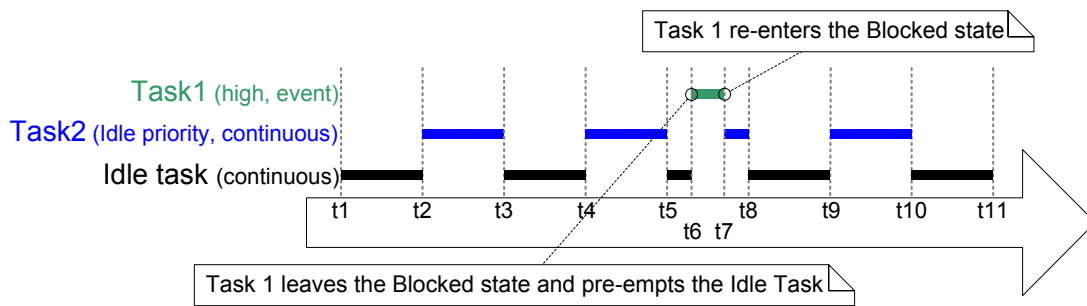 Task 1 re-enters the Blocked state
Task1 (high, event)
Task2 (Idle priority, continuous)
Idle task (continuous)
t1 t2 t3 t4 t5 t8 t9 t10 t11
t6 t7
Task 1 leaves the Blocked state and pre-empts the Idle Task